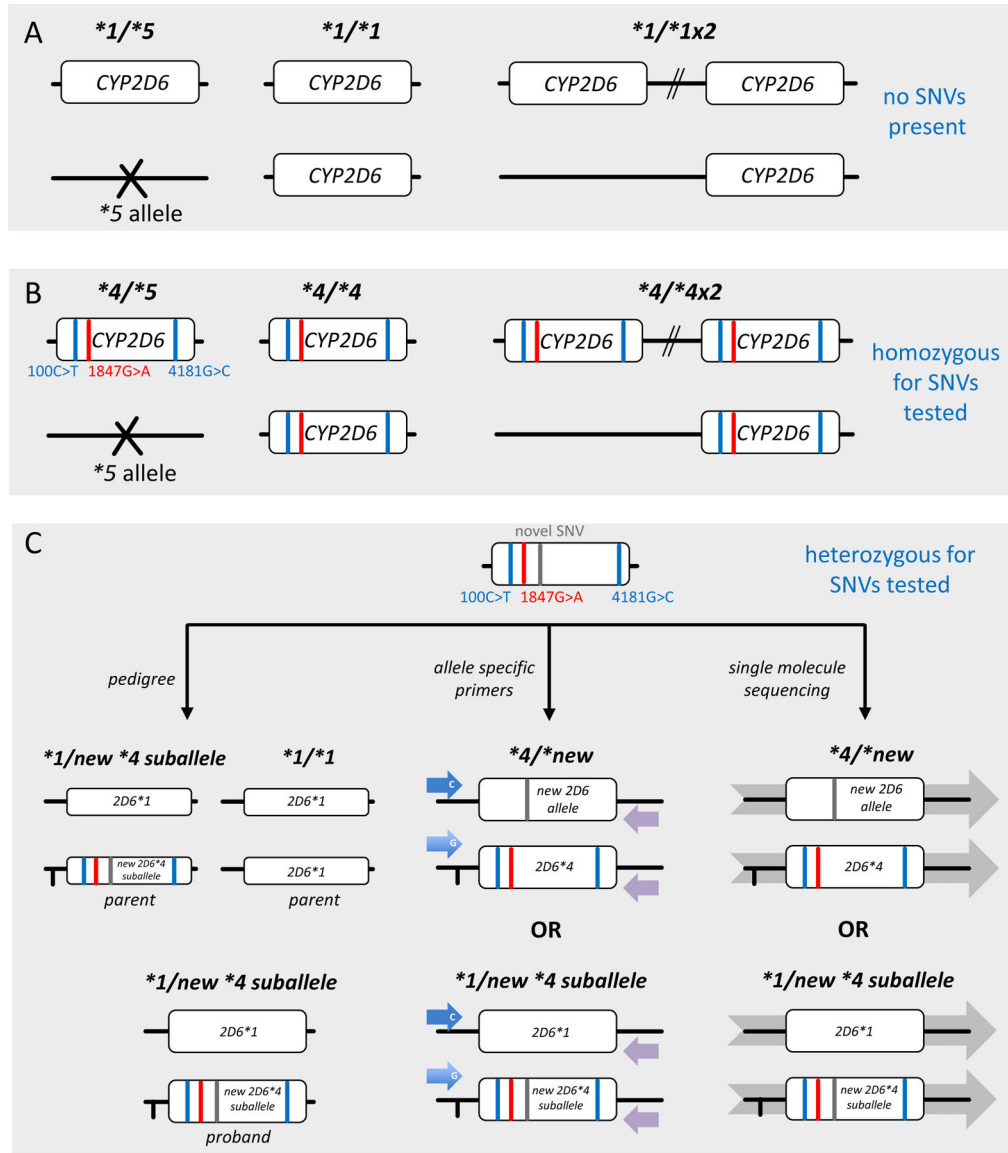 A
*1/*5
*1/*1
*1/*1x2
CYP2D6
CYP2D6
CYP2D6
CYP2D6
no SNVs
present
*5 allele
CYP2D6
CYP2D6
B
*4/*5
*4/*4
*4/*4x2
CYP2D6
CYP2D6
CYP2D6
CYP2D6
100C>T
1847G>A
4181G>C
homozygous
for SNVs
tested
*5 allele
CYP2D6
CYP2D6
C
novel SNV
100C>T
1847G>A
4181G>C
heterozygous for
SNVs tested
pedigree
allele specific
primers
single molecule
sequencing
*1/new *4 suballele
*1/*1
2D6*1
2D6*1
new 2D6*4
suballele
2D6*1
parent
parent
*1/new *4 suballele
2D6*1
new 2D6*4
suballele
proband
*4/*new
C
new 2D6
allele
G
2D6*4
OR
*1/new *4 suballele
C
2D6*1
G
new 2D6*4
suballele
*4/*new
new 2D6
allele
2D6*4
OR
*1/new *4 suballele
2D6*1
new 2D6*4
suballele